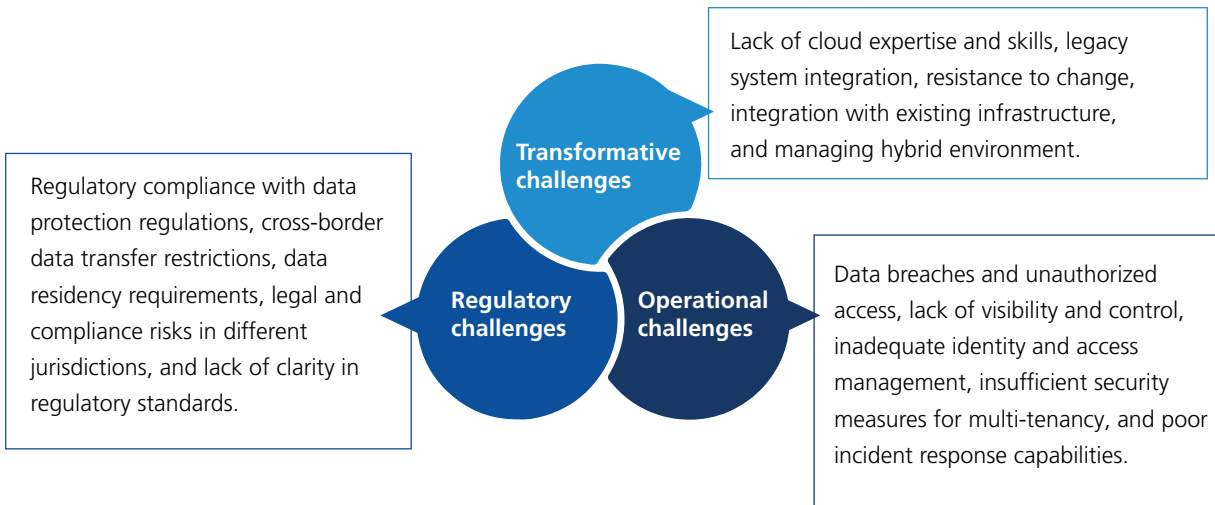 Lack of cloud expertise and skills, legacy
system integration, resistance to change,
integration with existing infrastructure,
and managing hybrid environment.
Transformative
challenges
Regulatory compliance with data
protection regulations, cross-border
data transfer restrictions, data
residency requirements, legal and
compliance risks in different
jurisdictions, and lack of clarity in
regulatory standards.
Regulatory
challenges
Operational
challenges
Data breaches and unauthorized
access, lack of visibility and control,
inadequate identity and access
management, insufficient security
measures for multi-tenancy, and poor
incident response capabilities.